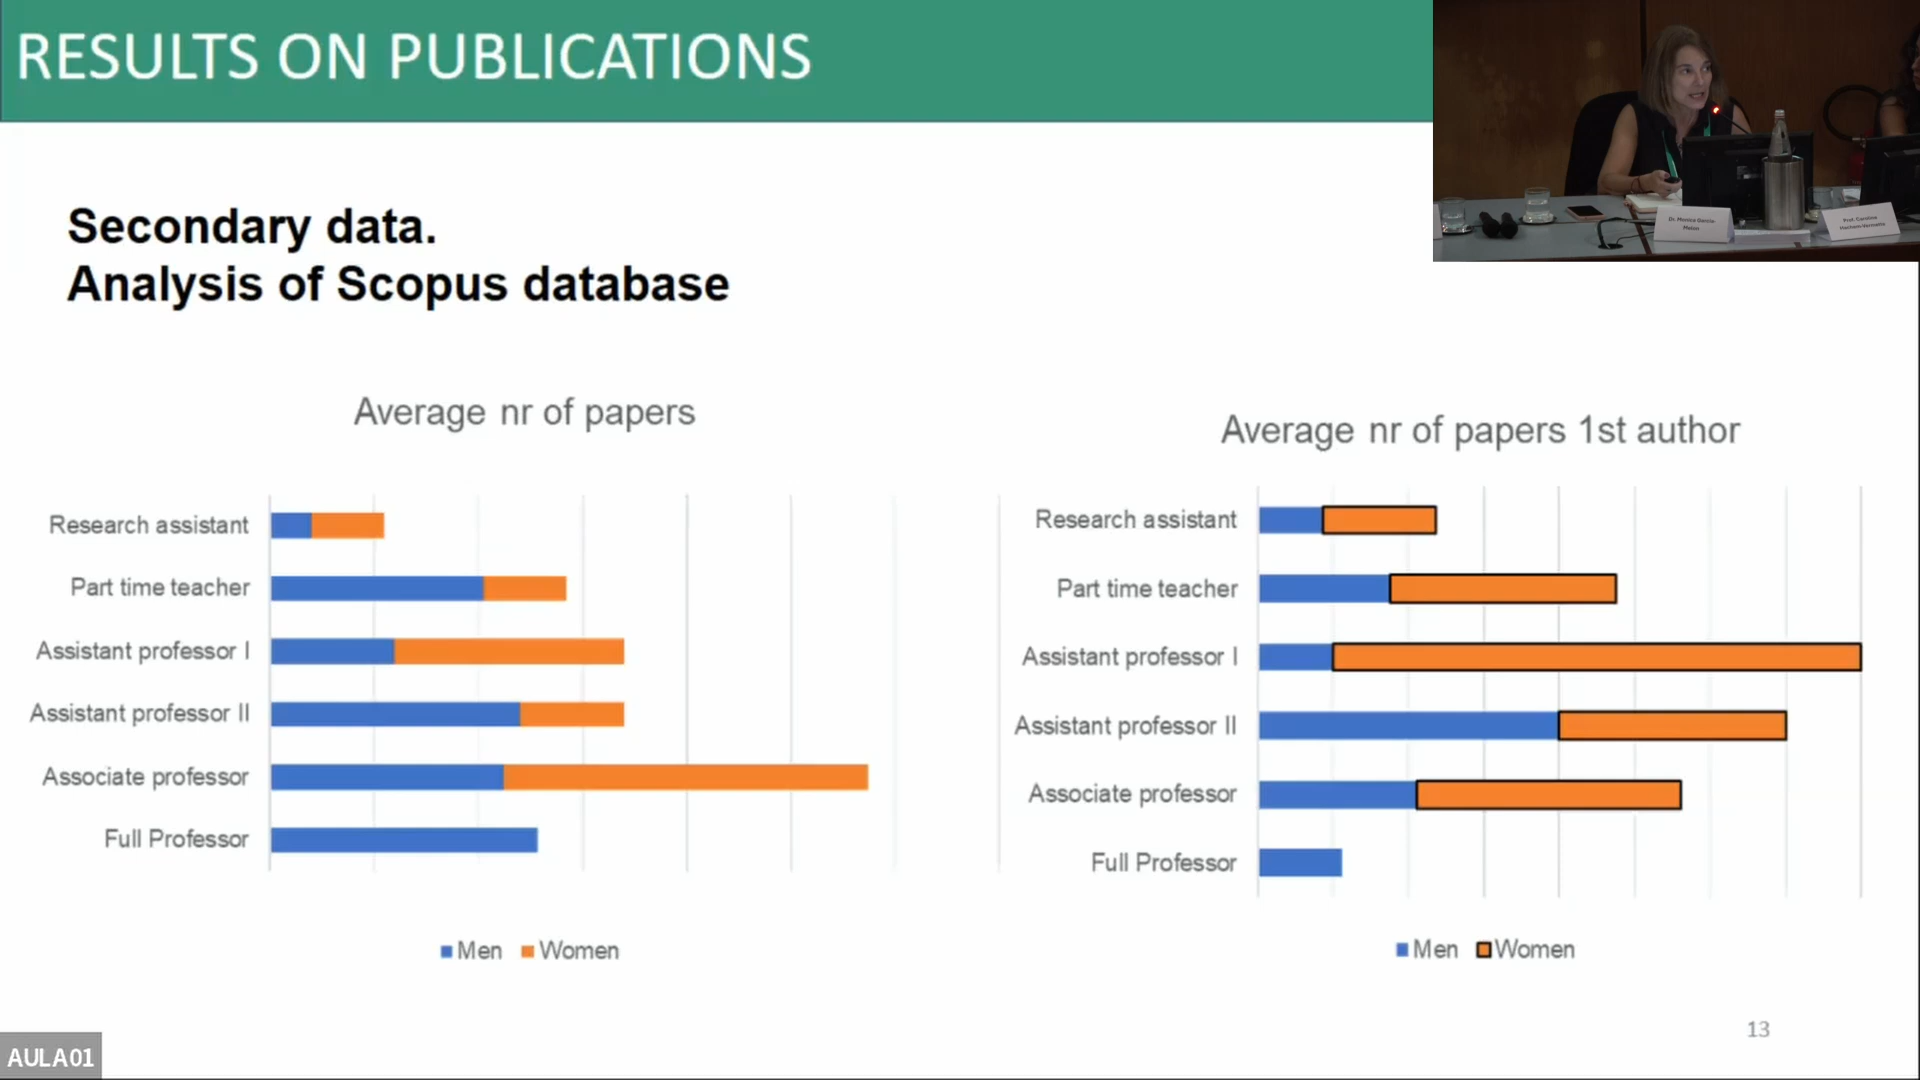 RESULTS ON PUBLICATIONS
Secondary data.
Analysis of Scopus database
Average nr of papers
Research assistant
Part time teacher
Assistant professor I
Assistant professor II
Associate professor
Full Professor
Men
Women
Average nr of papers 1st author
Research assistant
Part time teacher
Assistant professor I
Assistant professor II
Associate professor
Full Professor
Men
Women
13
AULA01